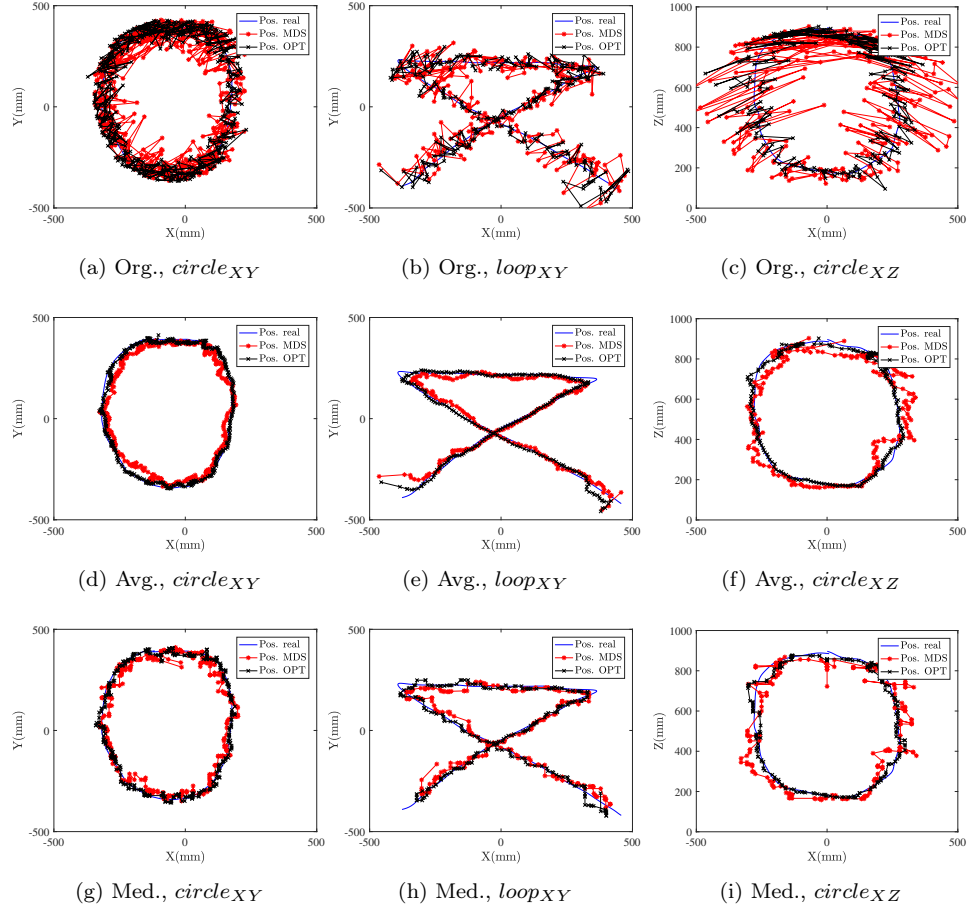 500
0
-500
Y(mm)
-500
0
500
X(mm)
Pos. real
Pos. MDS
Pos. OPT
(a) Org., circleXY
500
0
-500
Y(mm)
-500
0
500
X(mm)
Pos. real
Pos. MDS
Pos. OPT
(b) Org., loopXY
1000
800
600
400
200
0
Z(mm)
-500
0
500
X(mm)
Pos. real
Pos. MDS
Pos. OPT
(c) Org., circleXZ
500
0
-500
Y(mm)
-500
0
500
X(mm)
Pos. real
Pos. MDS
Pos. OPT
(d) Avg., circleXY
500
0
-500
Y(mm)
-500
0
500
X(mm)
Pos. real
Pos. MDS
Pos. OPT
(e) Avg., loopXY
1000
800
600
400
200
0
Z(mm)
-500
0
500
X(mm)
Pos. real
Pos. MDS
Pos. OPT
(f) Avg., circleXZ
500
0
-500
Y(mm)
-500
0
500
X(mm)
Pos. real
Pos. MDS
Pos. OPT
(g) Med., circleXY
500
0
-500
Y(mm)
-500
0
500
X(mm)
Pos. real
Pos. MDS
Pos. OPT
(h) Med., loopXY
1000
800
600
400
200
0
Z(mm)
-500
0
500
X(mm)
Pos. real
Pos. MDS
Pos. OPT
(i) Med., circleXZ